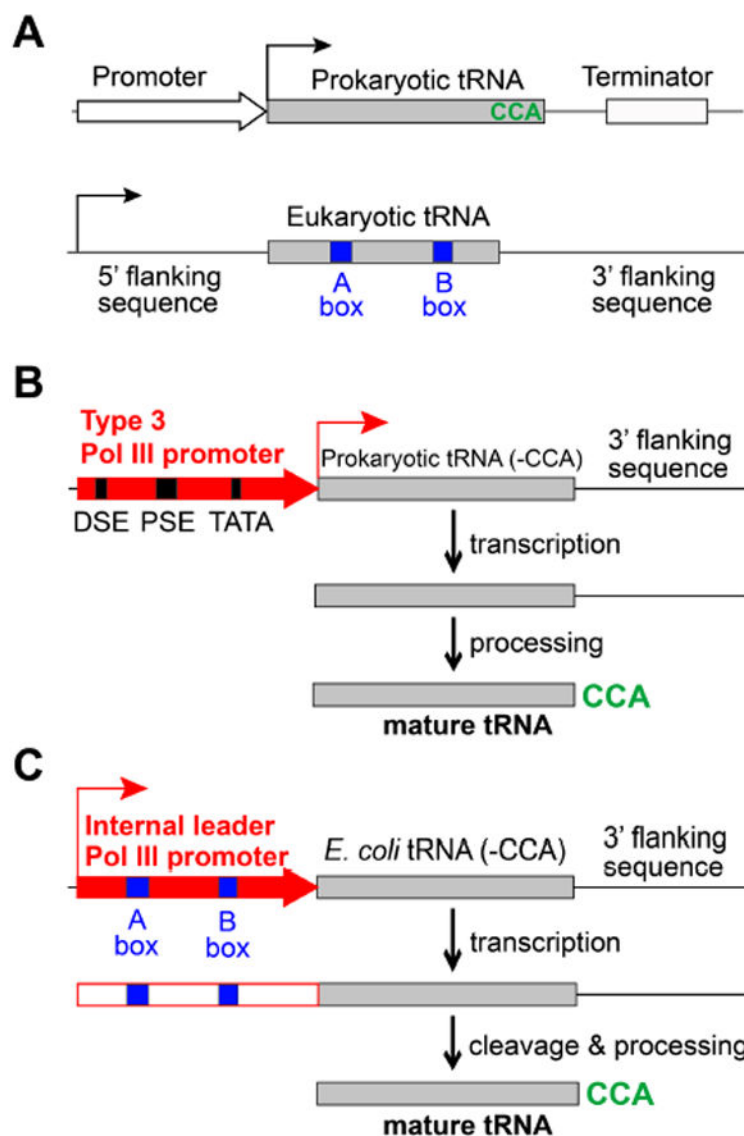 A
Promoter
Prokaryotic tRNA
Terminator
CCA
Eukaryotic tRNA
5' flanking
sequence
A
box
B
box
3' flanking
sequence
B
Type 3
Pol III promoter
Prokaryotic tRNA (-CCA)
3' flanking
sequence
DSE PSE TATA
transcription
processing
CCA
mature tRNA
C
Internal leader
Pol III promoter
E. coli tRNA (-CCA)
3' flanking
sequence
A
box
B
box
transcription
cleavage & processing
CCA
mature tRNA